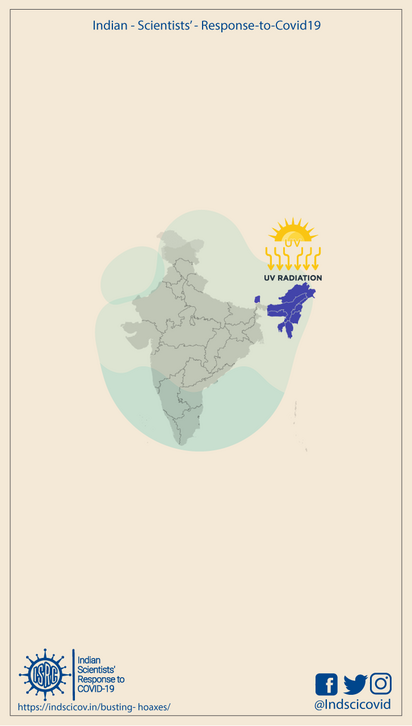 Indian - Scientists' - Response-to-Covid19
UV
UV RADIATION
ISRC
Indian
Scientists'
Response to
COVID-19
https://indscicov.in/busting- hoaxes/
@Indscicovid